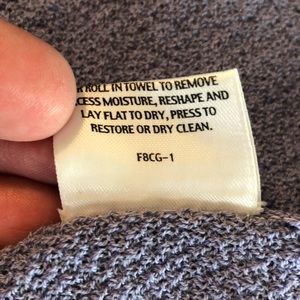 ROLL IN TOWEL TO REMOVE
CESS MOISTURE, RESHAPE AND
LAY FLAT TO DRY, PRESS TO
RESTORE OR DRY CLEAN.
F8CG-1